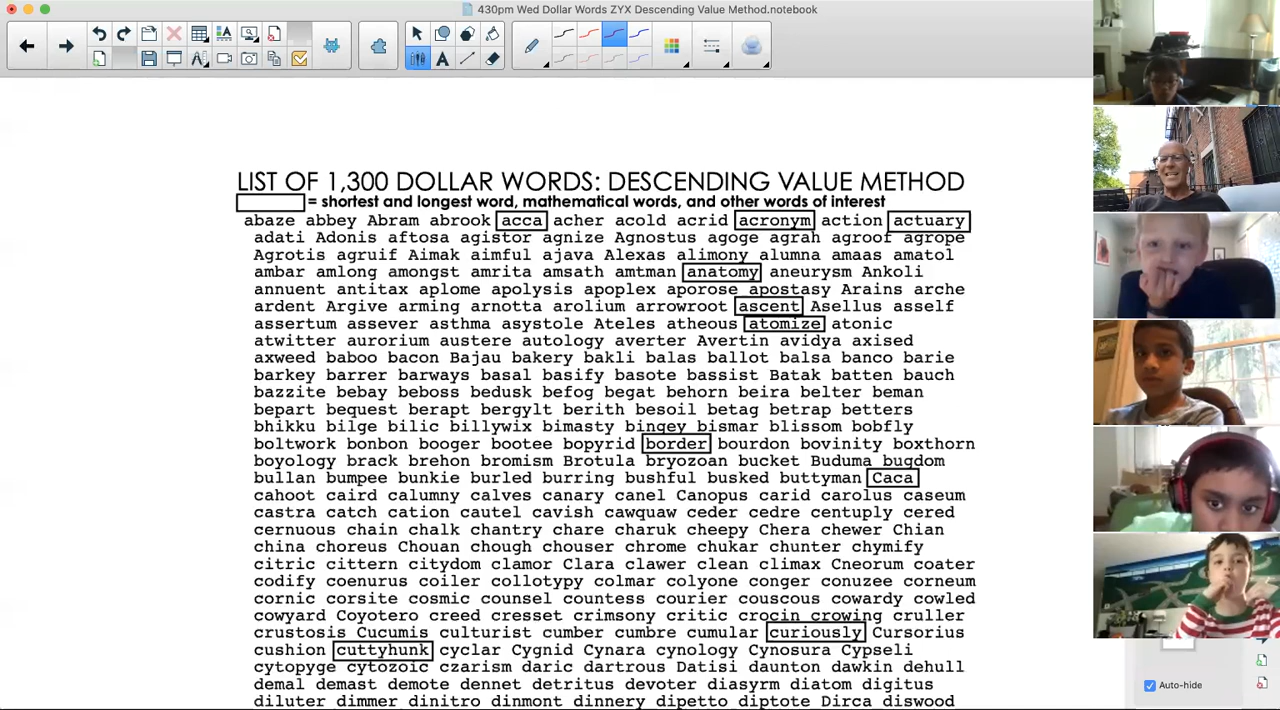 430pm Wed Dollar Words ZYX Descending Value Method.notebook
LIST OF 1,300 DOLLAR WORDS: DESCENDING VALUE METHOD
= shortest and longest word, mathematical words, and other words of interest
abaze abbey Abram abrook acca acher acold acrid acronym action actuary
adati Adonis aftosa agistor agnize Agnostus agoge agrah agroof agrope
Agrotis agruif Aimak aimful ajava Alexas alimony alumna amaas amatol
ambar amlong amongst amrita amsath amtman anatomy aneurysm Ankoli
annuent antitax aplome apolysis apoplex aporose apostasy Arains arche
ardent Argive arming arnotta arolium arrowroot ascent Asellus asself
assertum assever asthma asystole Ateles atheous atomize atonic
atwitter aurorium austere autology averter Avertin avidya axised
axweed baboo bacon Bajau bakery bakli balas ballot balsa banco barie
barkey barrer barways basal basify basote bassist Batak batten bauch
bazzite bebay beboss bedusk befog begat behorn beira belter beman
bepart bequest berapt bergylt berith besoil betag betrap betters
bhikku bilge bilic billywix bimasty bingey bismar blissom bobfly
boltwork bonbon booger bootee bopyrid border bourdon bovinity boxthorn
boyology brack brehon bromism Brotula bryozoan bucket Buduma bugdom
bullan bumpee bunkie burled burring bushful busked buttyman Caca
cahoot caird calumny calves canary canel Canopus carid carolus caseum
castra catch cation cautel cavish cawquaw ceder cedre centuply cered
cernuous chain chalk chantry chare charuk cheepy Chera chewer Chian
china choreus Chouan chough chouser chrome chukar chunter chymify
citric cittern citydom clamor Clara clawer clean climax Cneorum coater
codify coenurus coiler collotypy colmar colyone conger conuzee corneum
cornic corsite cosmic counsel countess courier couscous cowardy cowled
cowyard Coyotero creed cresset crimsony critic crocin crowing cruller
crustosis Cucumis culturist cumber cumbre cumular curiously Cursorius
cushion cuttyhunk cyclar Cygnid Cynara cynology Cynosura Cypseli
cytopyge cytozoic czarism daric dartrous Datisi daunton dawkin dehull
demal demast demote dennet detritus devoter diasyrm diatom digitus
diluter dimmer dinitro dinmont dinnery dipetto diptote Dirca diswood
Auto-hide